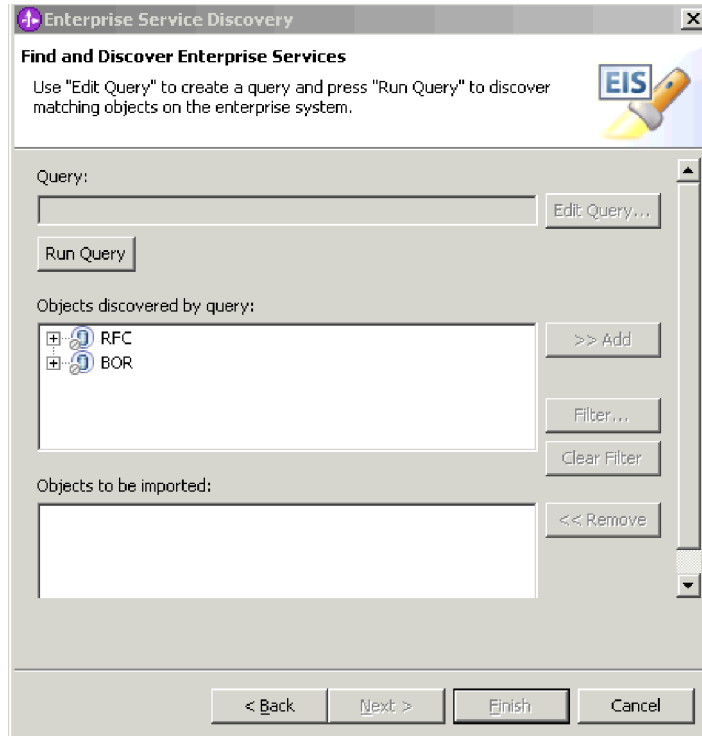 Enterprise Service Discovery
Find and Discover Enterprise Services
Use "Edit Query" to create a query and press "Run Query" to discover
matching objects on the enterprise system.
EIS
Query:
Edit Query...
Run Query
Objects discovered by query:
RFC
BOR
>> Add
Filter...
Clear Filter
Objects to be imported:
<< Remove
< Back
Next >
Finish
Cancel